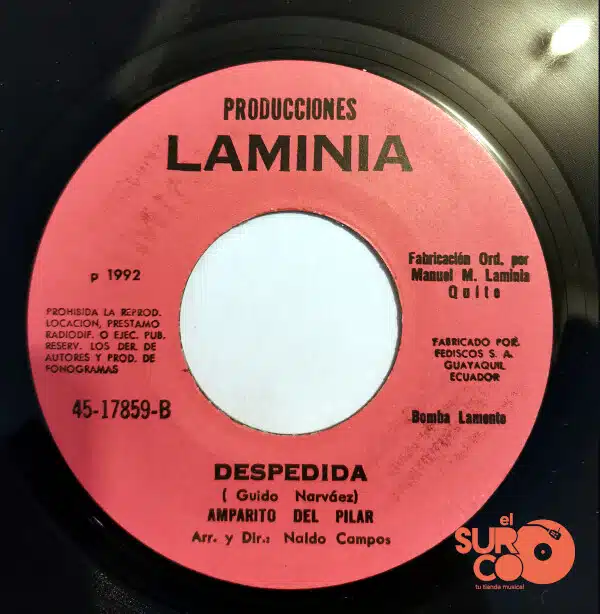 PRODUCCIONES
LAMINIA
p 1992
PROHIBIDA LA REPROD.
LOCACION, PRESTAMO
RADIODIF. O EJEC. PUB.
RESERV. LOS DER. DE
AUTORES Y PROD. DE
FONOGRAMAS
45-17859-B
Fabricación Ord. por
Manuel M. Laminia
Quito
FABRICADO POR:
FEDISCOS S. A.
GUAYAQUIL
ECUADOR
Bomba Lamento
DESPEDIDA
( Guido Narváez)
AMPARITO DEL PILAR
Arr. y Dir.: Naldo Campos
el
SUR
CO
tu tienda musical